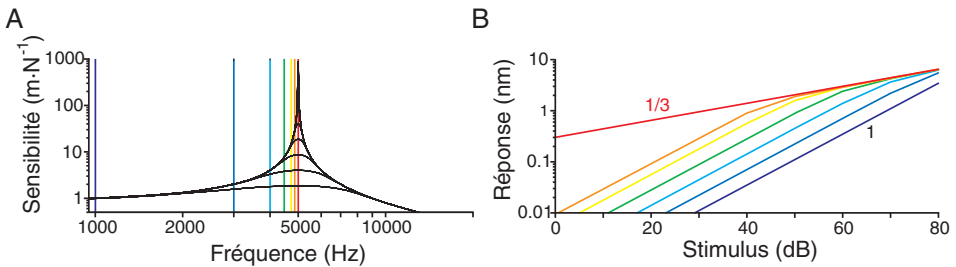 A
Sensibilité (m·N⁻¹)
1000
100
10
1
1000 2000 5000 10000
Fréquence (Hz)
B
Réponse (nm)
10
1
0.1
0.01
1/3
1
0 20 40 60 80
Stimulus (dB)